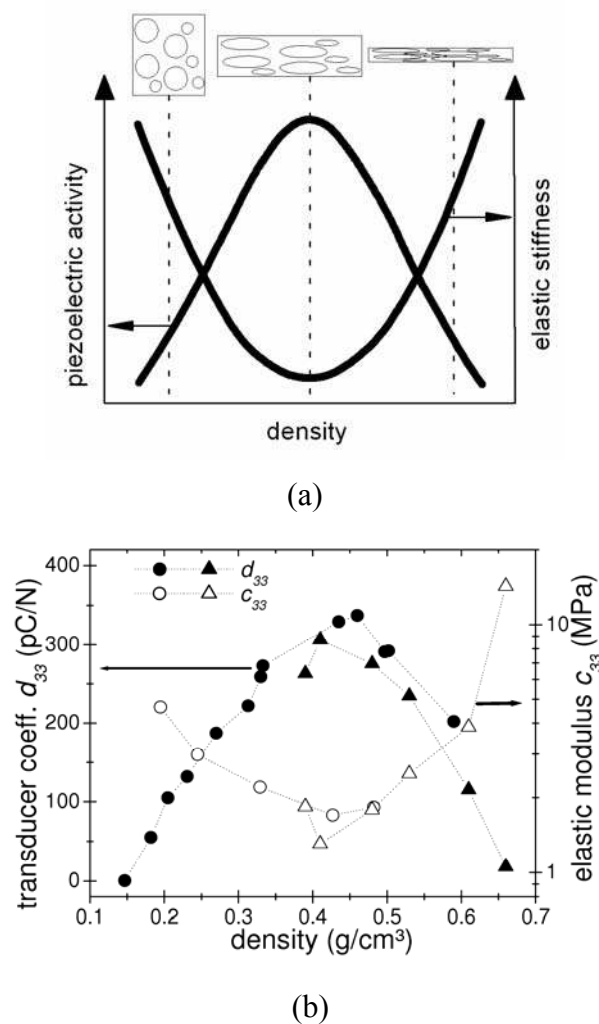 piezoelectric activity
elastic stiffness
density
(a)
400
300
200
100
0
transducer coeff. d33 (pC/N)
d33
c33
10
1
elastic modulus c33 (MPa)
0.1 0.2 0.3 0.4 0.5 0.6 0.7
density (g/cm³)
(b)